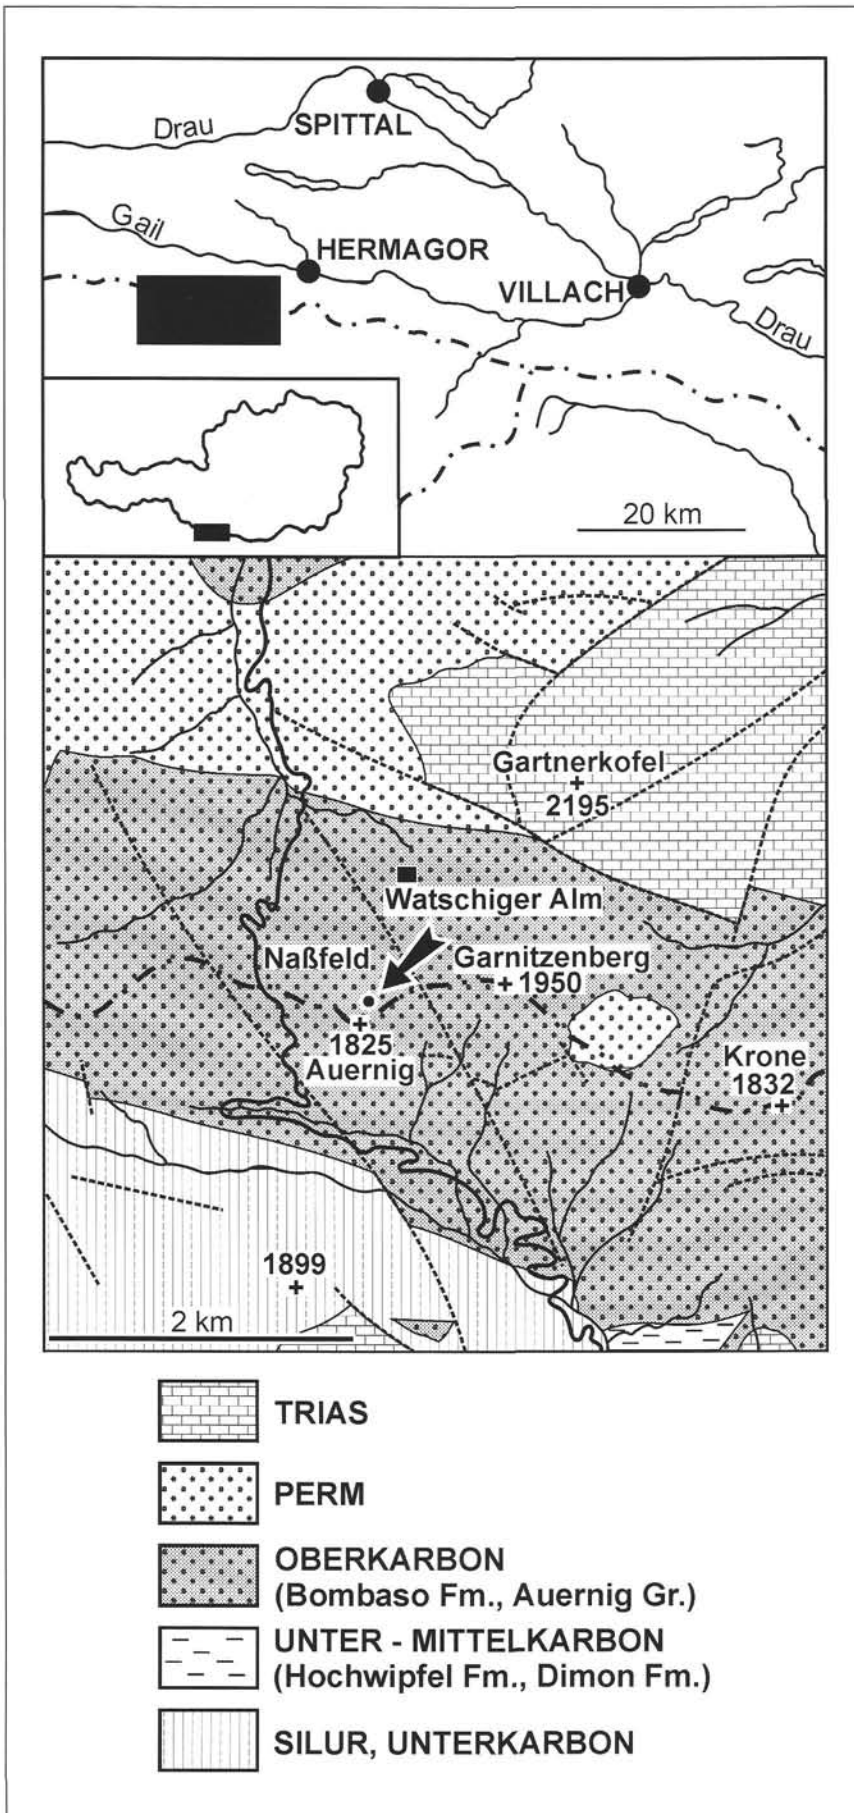 SPITTAL
Drau
Gail
HERMAGOR
VILLACH
Drau
20 km
Gartnerkofel
2195
Watschiger Alm
Naßfeld
Garnitzenberg
1950
1825
Auernig
Krone
1832
1899
2 km
TRIAS
PERM
OBERKARBON
(Bombaso Fm., Auernig Gr.)
UNTER - MITTELKARBON
(Hochwipfel Fm., Dimon Fm.)
SILUR, UNTERKARBON